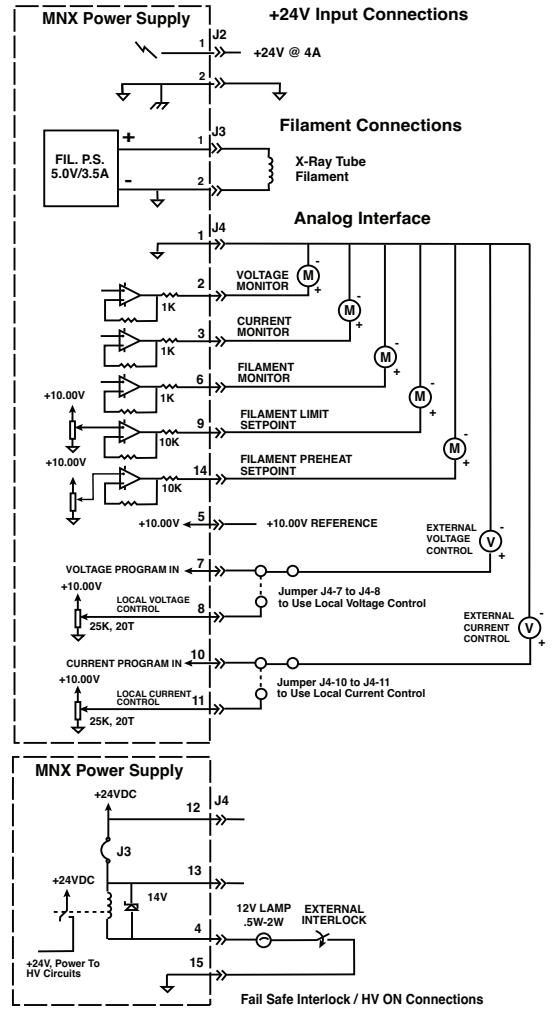 MNX Power Supply
+24V Input Connections
J2
1
+24V @ 4A
2
Filament Connections
J3
+
1
FIL. P.S.
5.0V/3.5A
X-Ray Tube
Filament
-
2
Analog Interface
J4
1
2
VOLTAGE
MONITOR
M
-
+
1K
3
CURRENT
MONITOR
M
-
+
1K
6
FILAMENT
MONITOR
M
-
+
1K
+10.00V
9
FILAMENT LIMIT
SETPOINT
M
-
+
10K
+10.00V
14
FILAMENT PREHEAT
SETPOINT
M
-
+
10K
+10.00V
5
+10.00V REFERENCE
EXTERNAL
VOLTAGE
CONTROL
V
-
+
VOLTAGE PROGRAM IN
7
+10.00V
LOCAL VOLTAGE
CONTROL
8
25K, 20T
Jumper J4-7 to J4-8
to Use Local Voltage Control
EXTERNAL
CURRENT
CONTROL
V
-
+
CURRENT PROGRAM IN
10
+10.00V
LOCAL CURRENT
CONTROL
11
25K, 20T
Jumper J4-10 to J4-11
to Use Local Current Control
MNX Power Supply
+24VDC
12
J4
J3
13
+24VDC
14V
4
12V LAMP
.5W-2W
EXTERNAL
INTERLOCK
+24V, Power To
HV Circuits
15
Fail Safe Interlock / HV ON Connections